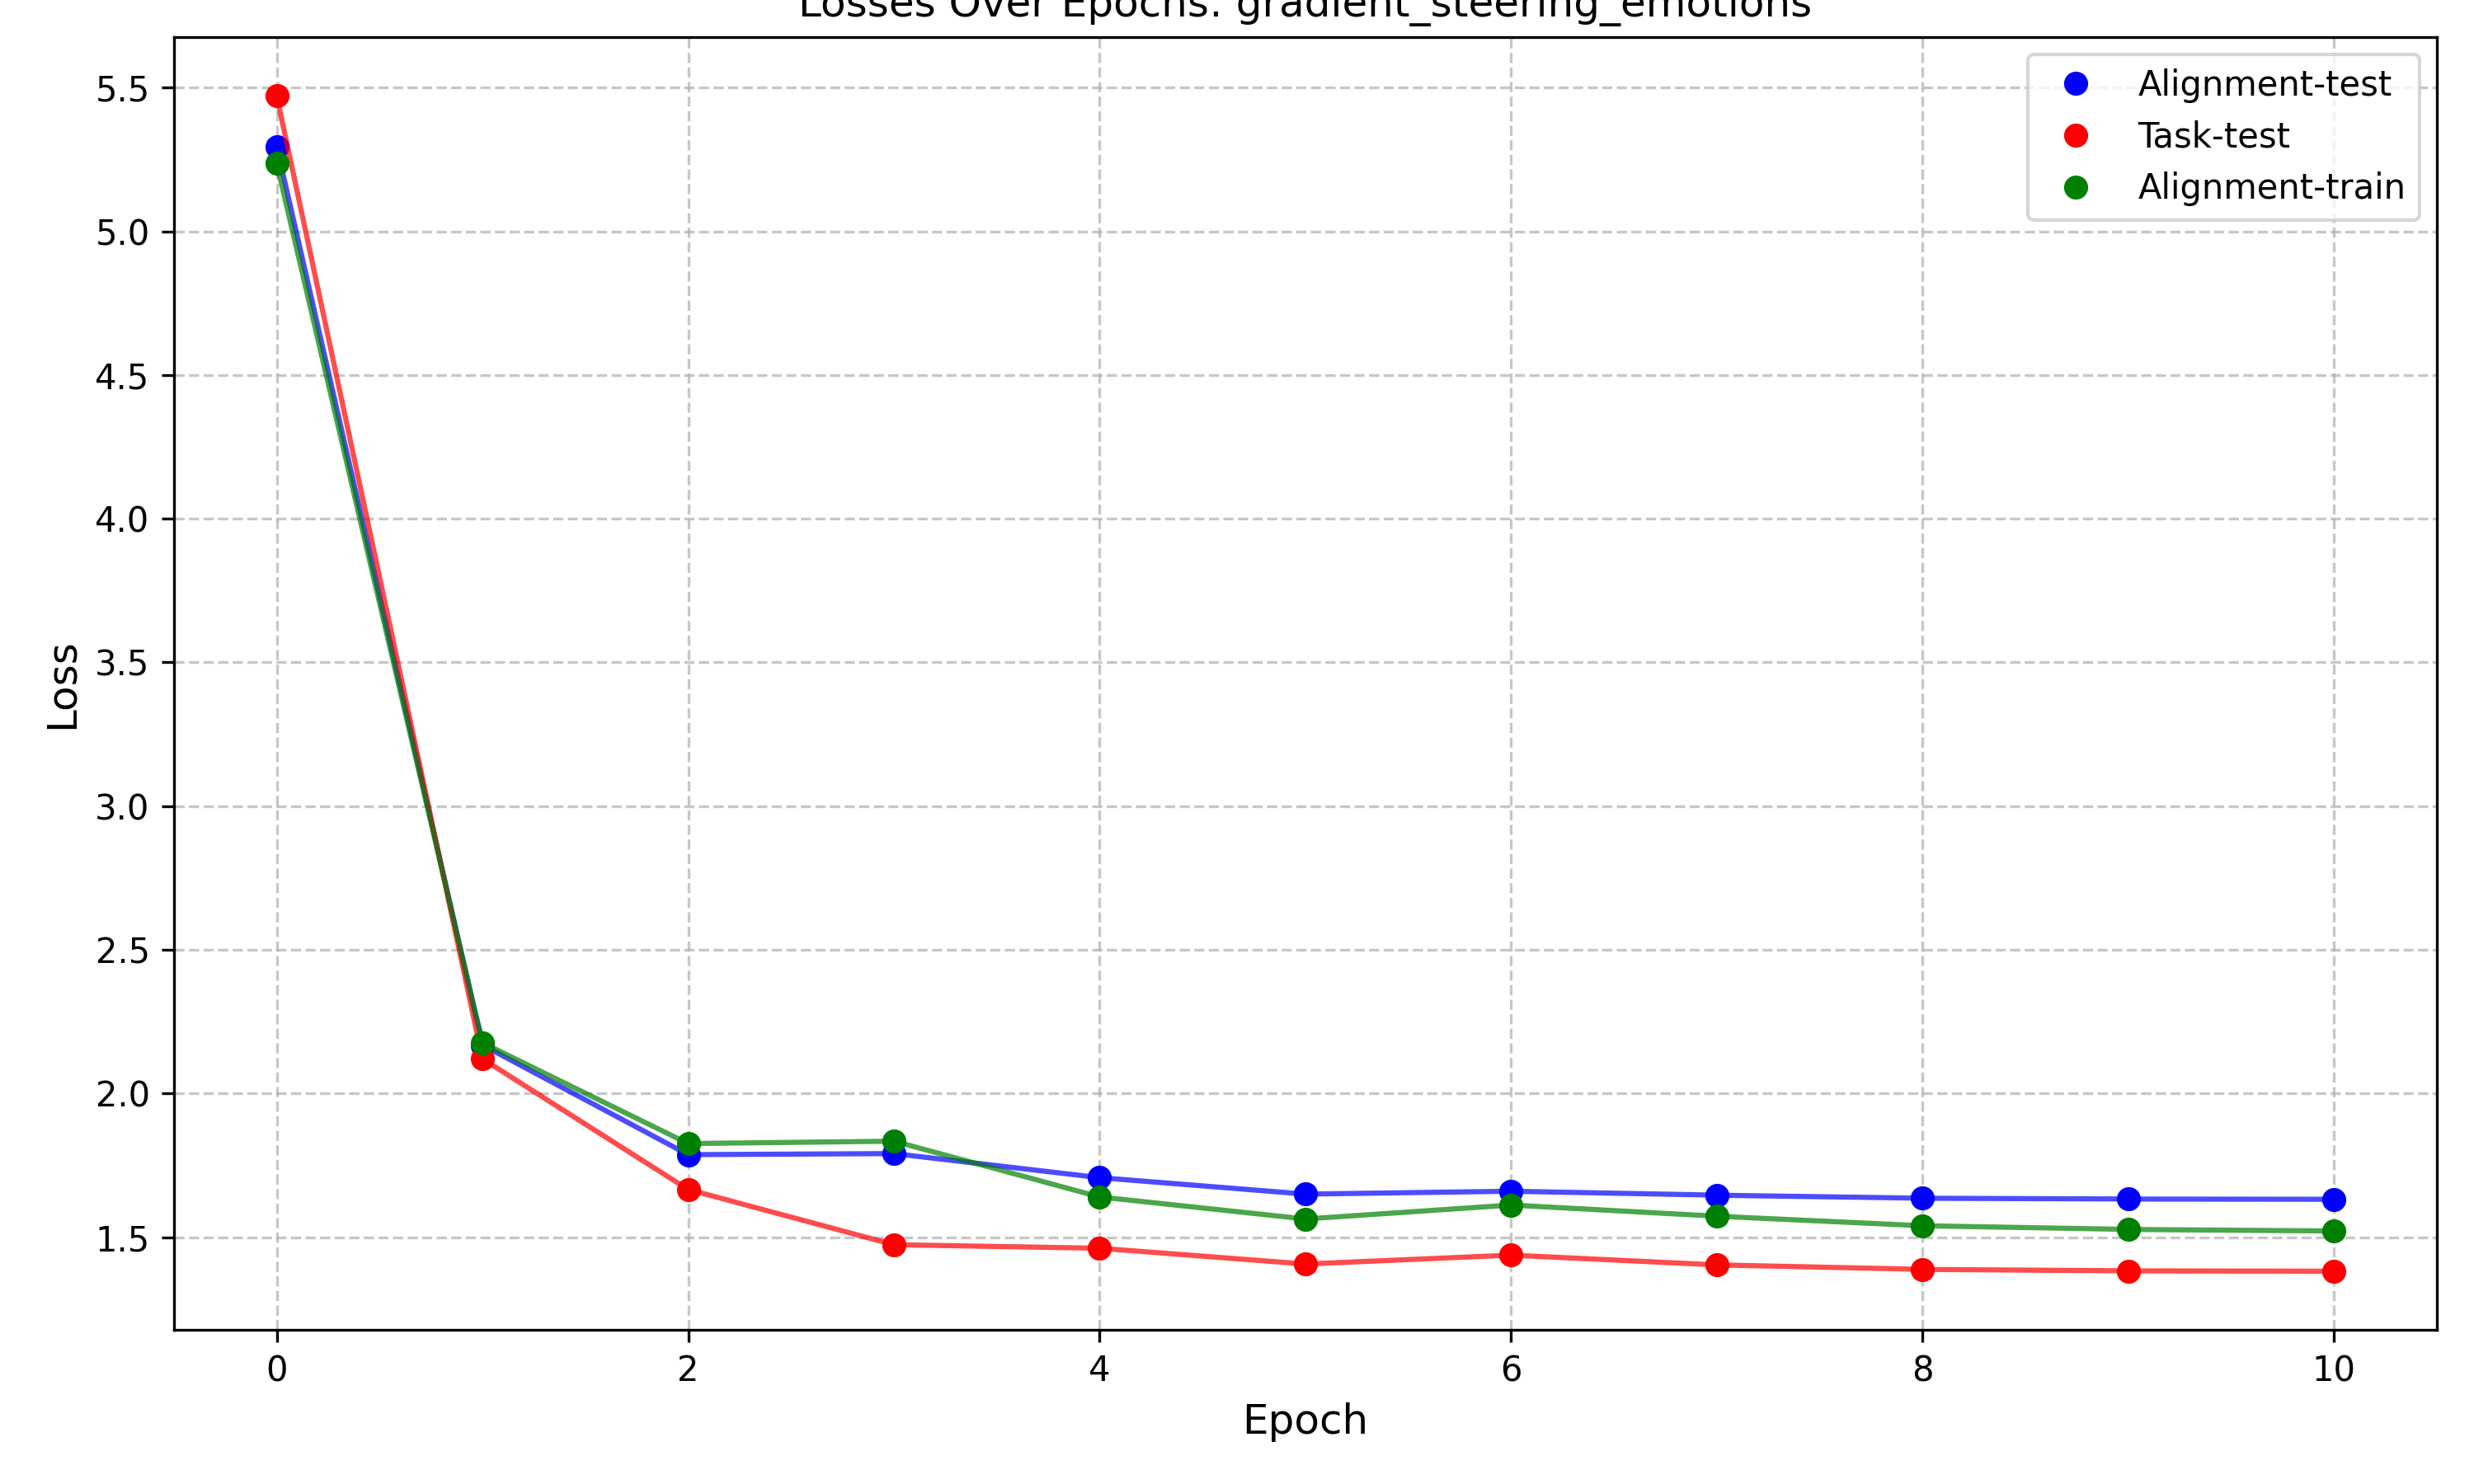 Losses Over Epochs: gradient_steering_emotions
5.5
5.0
4.5
4.0
3.5
3.0
2.5
2.0
1.5
Loss
Alignment-test
Task-test
Alignment-train
0 2 4 6 8 10
Epoch